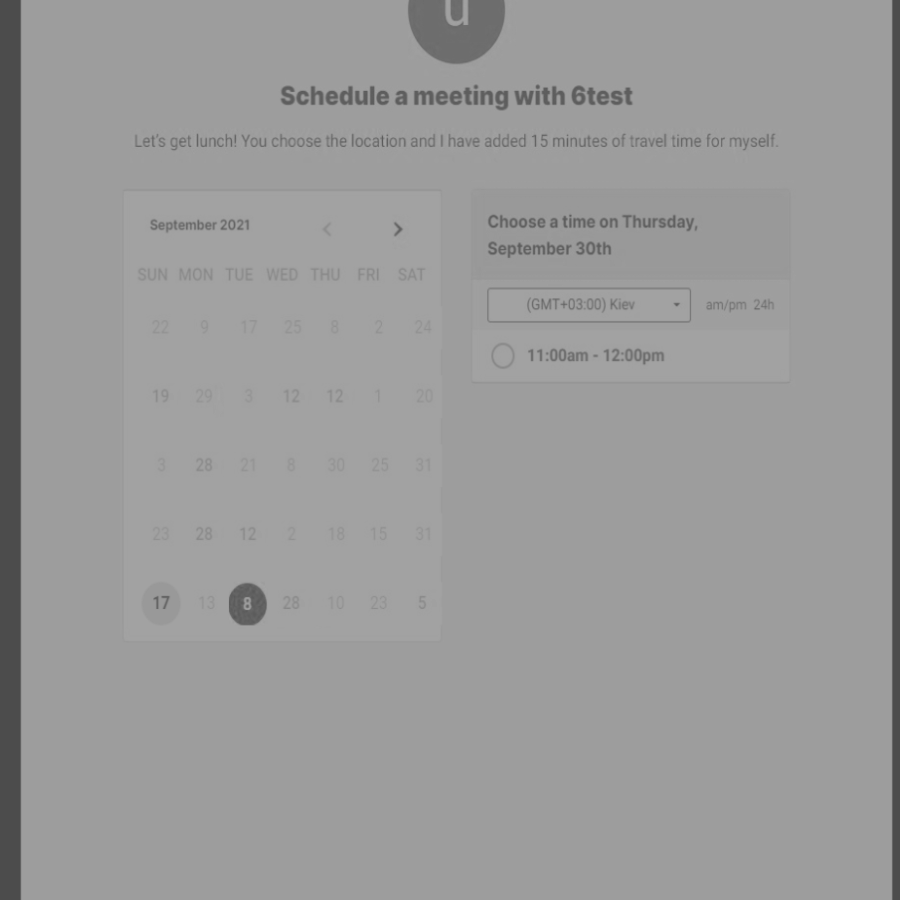 u
Schedule a meeting with 6test
Let's get lunch! You choose the location and I have added 15 minutes of travel time for myself.
September 2021
SUN MON TUE WED THU FRI SAT
22 9 17 25 8 2 24
19 29 3 12 12 1 20
3 28 21 8 30 25 31
23 28 12 2 18 15 31
17 13 8 28 10 23 5
Choose a time on Thursday,
September 30th
(GMT+03:00) Kiev am/pm 24h
11:00am - 12:00pm